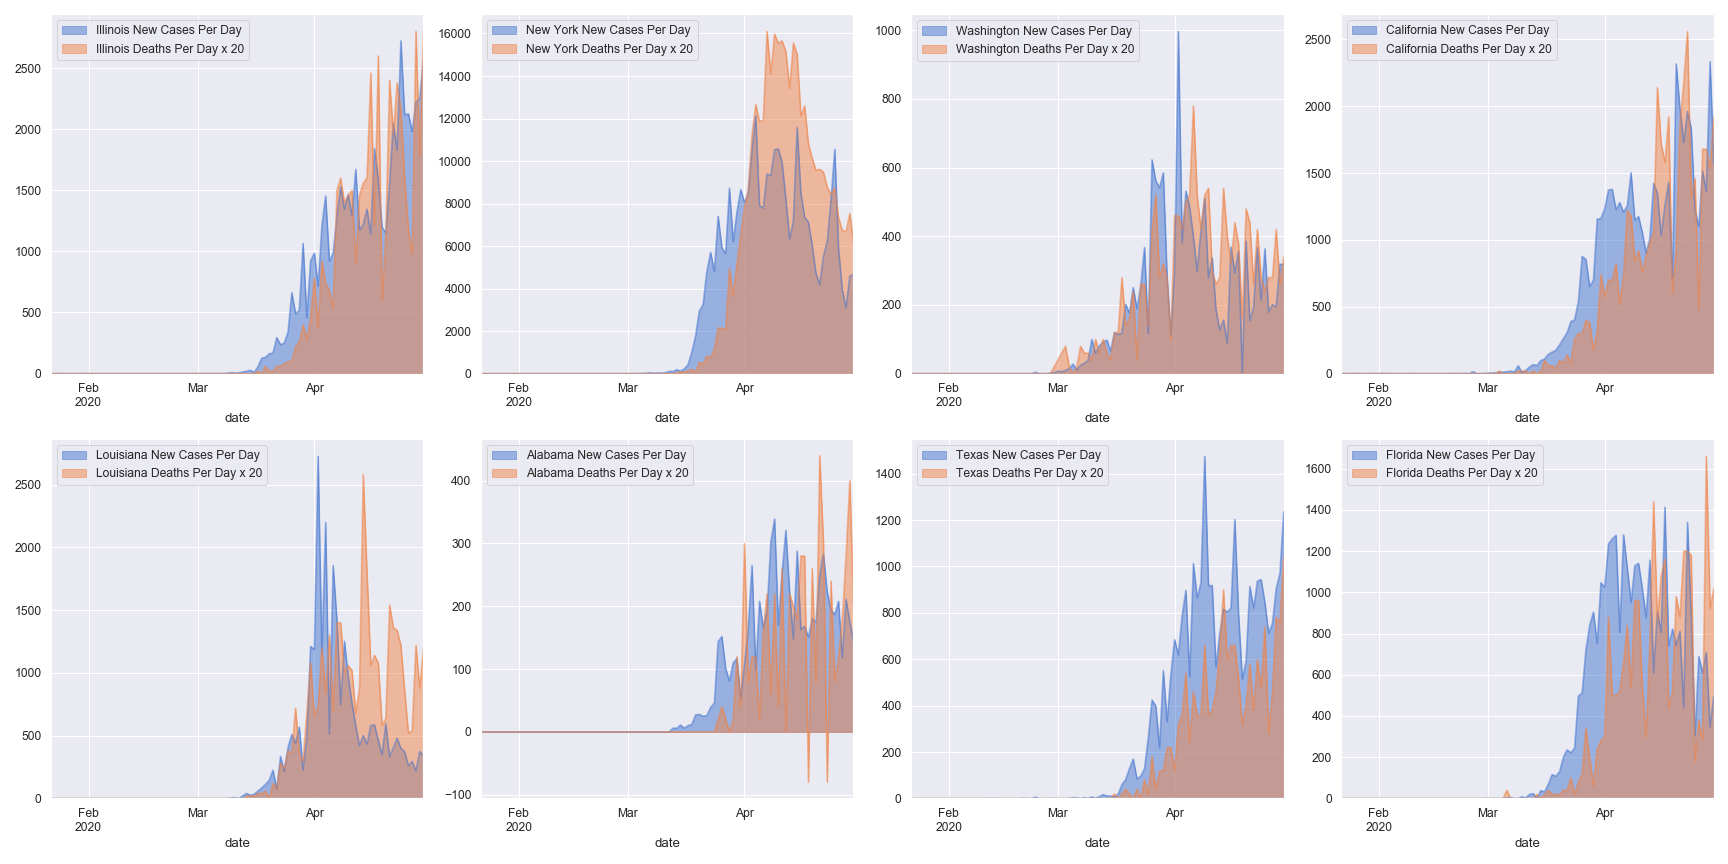 Illinois New Cases Per Day
Illinois Deaths Per Day x 20
2500
2000
1500
1000
500
0
Feb
2020
Mar
Apr
date
New York New Cases Per Day
New York Deaths Per Day x 20
16000
14000
12000
10000
8000
6000
4000
2000
0
Feb
2020
Mar
Apr
date
Washington New Cases Per Day
Washington Deaths Per Day x 20
1000
800
600
400
200
0
Feb
2020
Mar
Apr
date
California New Cases Per Day
California Deaths Per Day x 20
2500
2000
1500
1000
500
0
Feb
2020
Mar
Apr
date
Louisiana New Cases Per Day
Louisiana Deaths Per Day x 20
2500
2000
1500
1000
500
0
Feb
2020
Mar
Apr
date
Alabama New Cases Per Day
Alabama Deaths Per Day x 20
400
300
200
100
0
−100
Feb
2020
Mar
Apr
date
Texas New Cases Per Day
Texas Deaths Per Day x 20
1400
1200
1000
800
600
400
200
0
Feb
2020
Mar
Apr
date
Florida New Cases Per Day
Florida Deaths Per Day x 20
1600
1400
1200
1000
800
600
400
200
0
Feb
2020
Mar
Apr
date